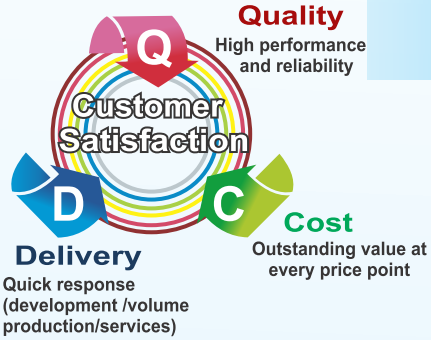 Quality
High performance
and reliability
Q
Customer
Satisfaction
D
C
Cost
Outstanding value at
every price point
Delivery
Quick response
(development /volume
production/services)